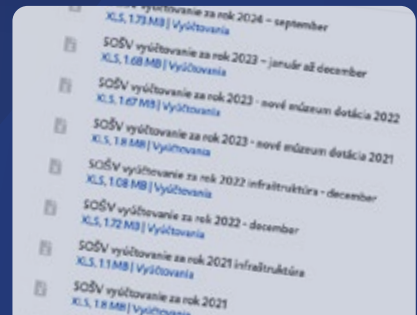 vyúčtovanie za rok 2024 – september
XLS, 1.73 MB | Vyúčtovania
SOŠV vyúčtovanie za rok 2023 – január až december
XLS, 1.68 MB | Vyúčtovania
SOŠV vyúčtovanie za rok 2023 - nové múzeum dotácia 2022
XLS, 1.67 MB | Vyúčtovania
SOŠV vyúčtovanie za rok 2023 - nové múzeum dotácia 2021
XLS, 1.8 MB | Vyúčtovania
SOŠV vyúčtovanie za rok 2022 infraštruktúra - december
XLS, 1.08 MB | Vyúčtovania
SOŠV vyúčtovanie za rok 2022 - december
XLS, 1.72 MB | Vyúčtovania
SOŠV vyúčtovanie za rok 2021 infraštruktúra
XLS, 1.1 MB | Vyúčtovania
SOŠV vyúčtovanie za rok 2021
XLS, 1.8 MB | Vyúčtovania